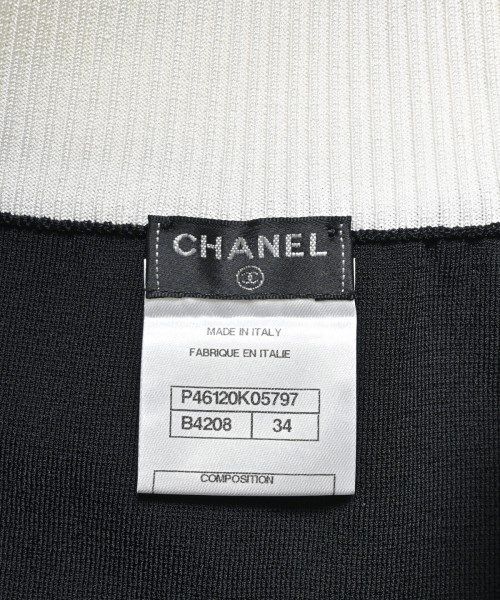 CHANEL
MADE IN ITALY
FABRIQUE EN ITALIE
P46120K05797
B4208 34
COMPOSITION